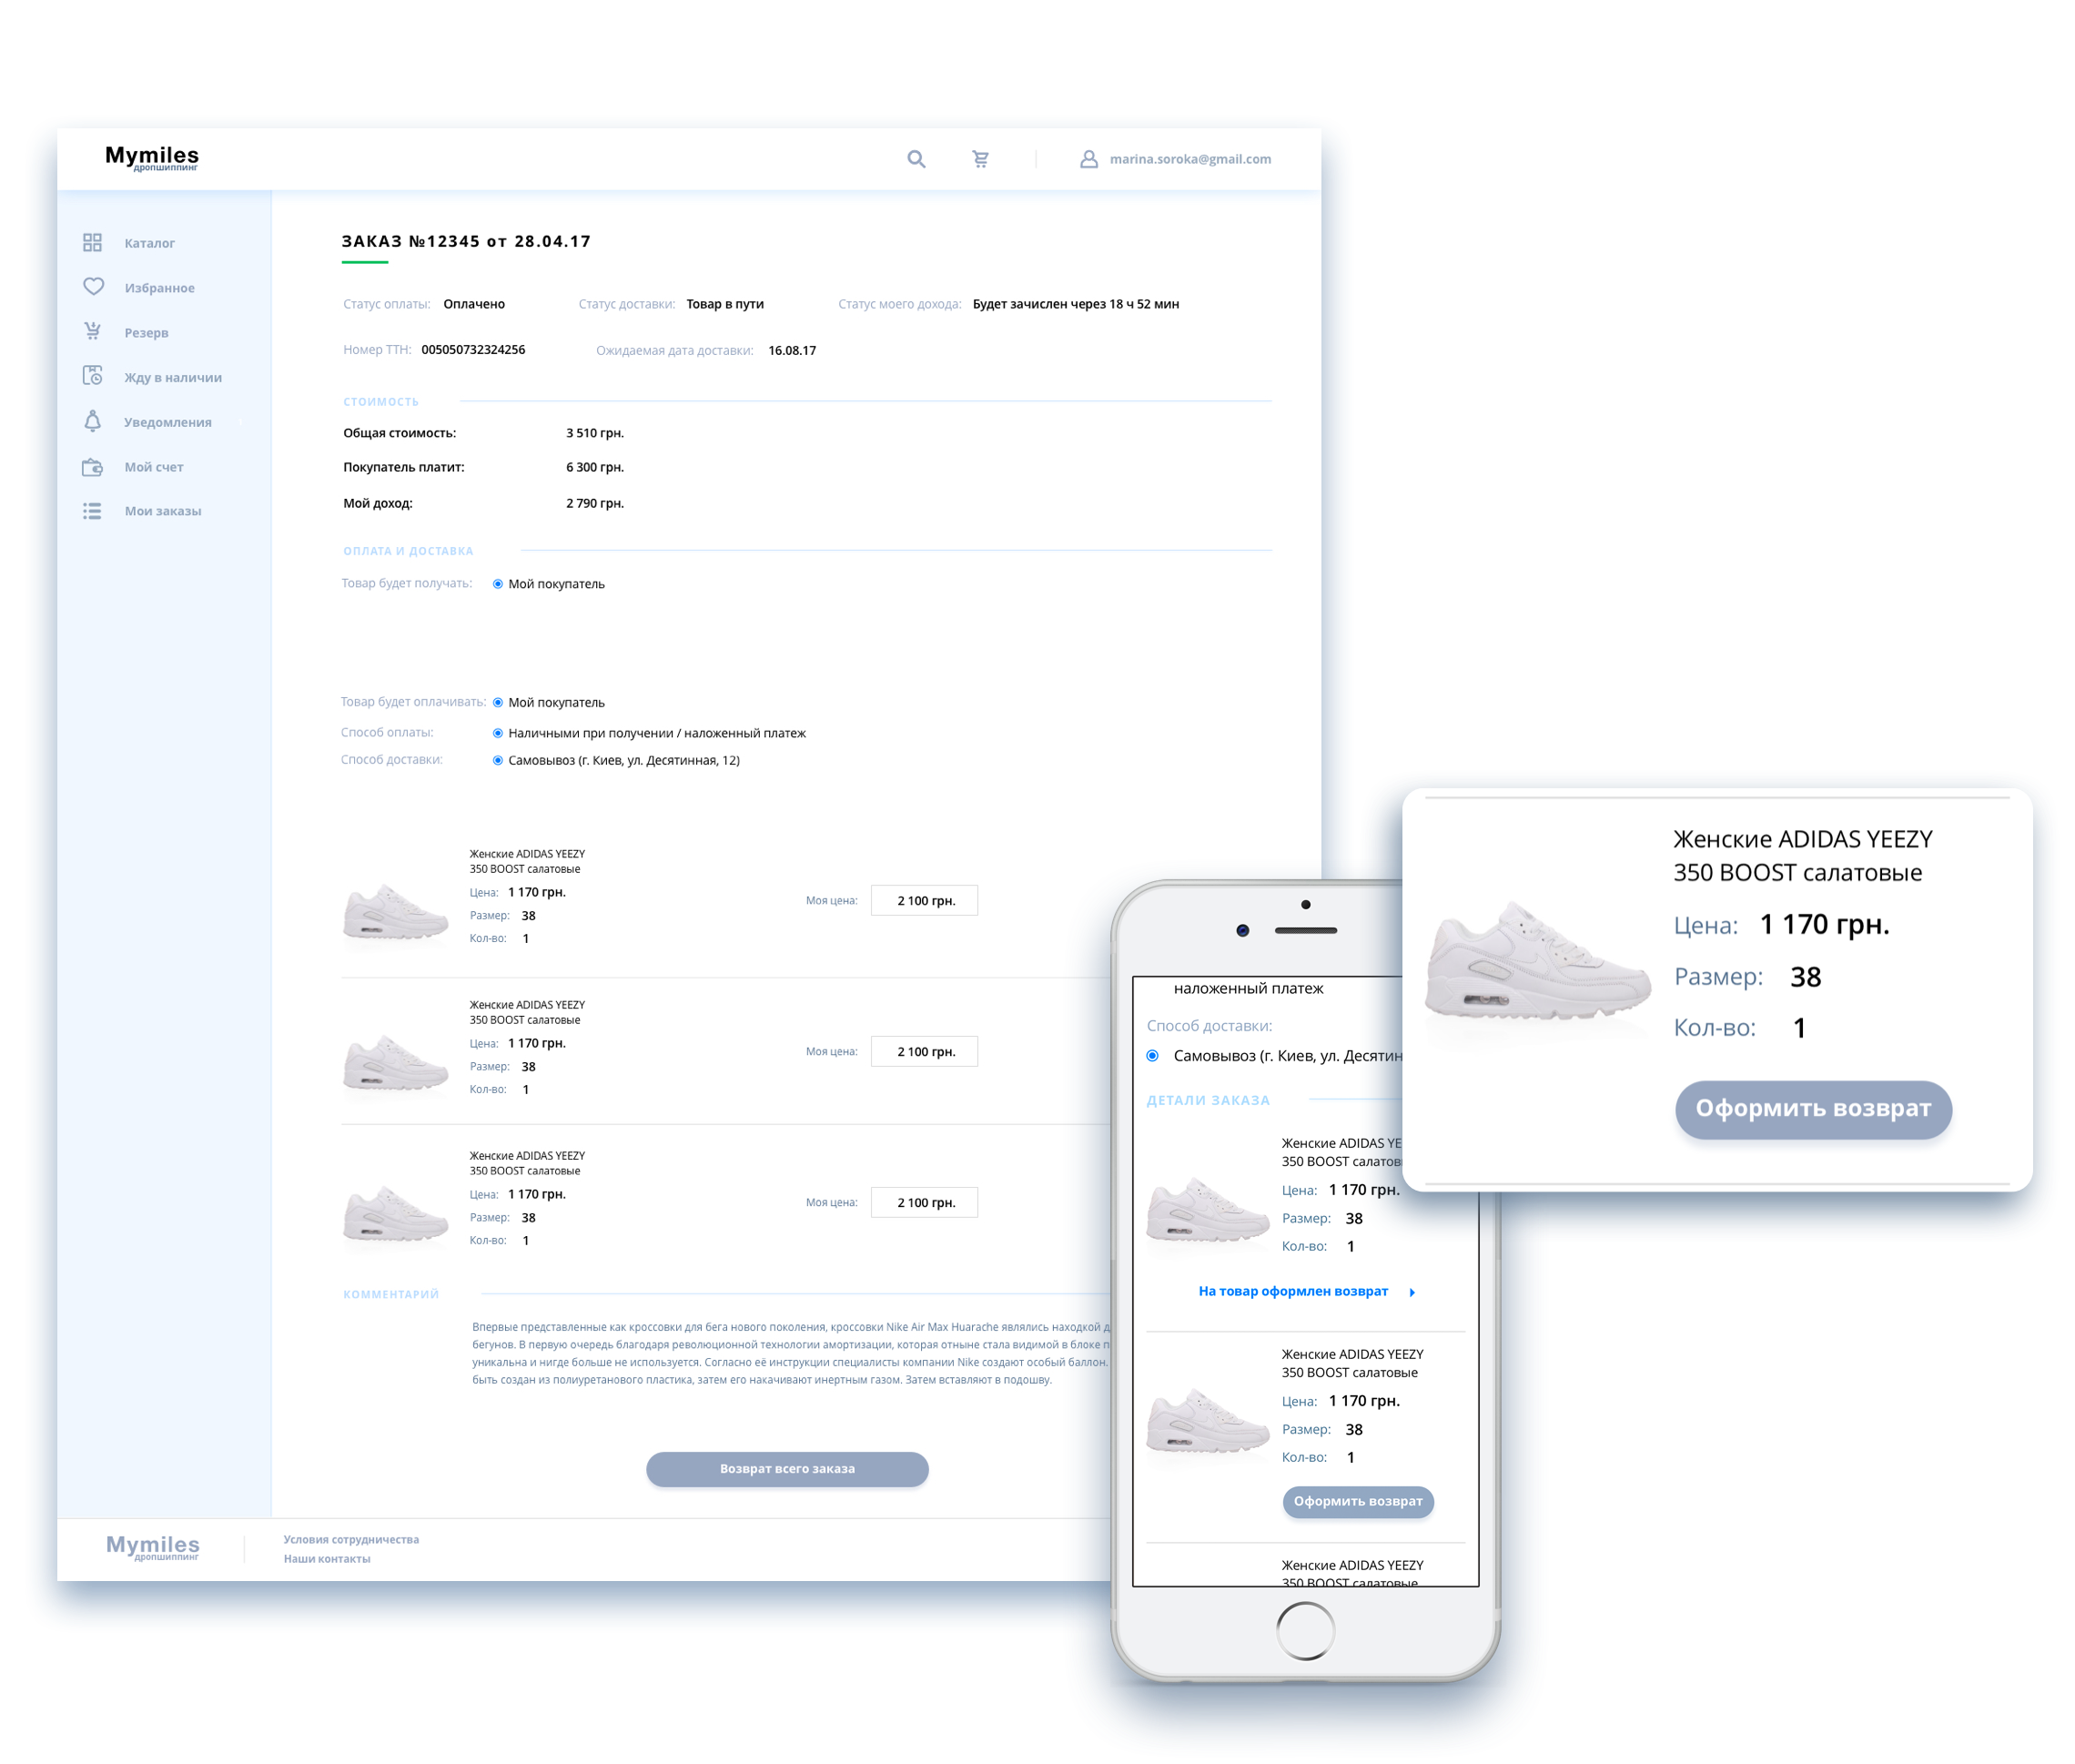 Mymiles
дропшиппинг
marina.soroka@gmail.com
Каталог
Избранное
Резерв
Жду в наличии
Уведомления
Мой счет
Мои заказы
ЗАКАЗ №12345 от 28.04.17
Статус оплаты: Оплачено Статус доставки: Товар в пути Статус моего дохода: Будет зачислен через 18 ч 52 мин
Номер ТТН: 005050732324256 Ожидаемая дата доставки: 16.08.17
СТОИМОСТЬ
Общая стоимость: 3 510 грн.
Покупатель платит: 6 300 грн.
Мой доход: 2 790 грн.
ОПЛАТА И ДОСТАВКА
Товар будет получать: Мой покупатель
Товар будет оплачивать: Мой покупатель
Способ оплаты: Наличными при получении / наложенный платеж
Способ доставки: Самовывоз (г. Киев, ул. Десятинная, 12)
Женские ADIDAS YEEZY
350 BOOST салатовые
Цена: 1 170 грн.
Размер: 38
Кол-во: 1
Моя цена: 2 100 грн.
Женские ADIDAS YEEZY
350 BOOST салатовые
Цена: 1 170 грн.
Размер: 38
Кол-во: 1
Моя цена: 2 100 грн.
Женские ADIDAS YEEZY
350 BOOST салатовые
Цена: 1 170 грн.
Размер: 38
Кол-во: 1
Моя цена: 2 100 грн.
КОММЕНТАРИЙ
Впервые представленные как кроссовки для бега нового поколения, кроссовки Nike Air Max Huarache являлись находкой
бегунов. В первую очередь благодаря революционной технологии амортизации, которая отныне стала видимой в блоке
уникальна и нигде больше не используется. Согласно её инструкции специалисты компании Nike создают особый баллон.
быть создан из полиуретанового пластика, затем его накачивают инертным газом. Затем вставляют в подошву.
Возврат всего заказа
Mymiles
дропшиппинг
Условия сотрудничества
Наши контакты
наложенный платеж
Способ доставки:
Самовывоз (г. Киев, ул. Десятин
ДЕТАЛИ ЗАКАЗА
Женские ADIDAS YE
350 BOOST салатов
Цена: 1 170 грн.
Размер: 38
Кол-во: 1
На товар оформлен возврат
Женские ADIDAS YEEZY
350 BOOST салатовые
Цена: 1 170 грн.
Размер: 38
Кол-во: 1
Оформить возврат
Женские ADIDAS YEEZY
350 BOOST салатовые
Женские ADIDAS YEEZY
350 BOOST салатовые
Цена: 1 170 грн.
Размер: 38
Кол-во: 1
Оформить возврат